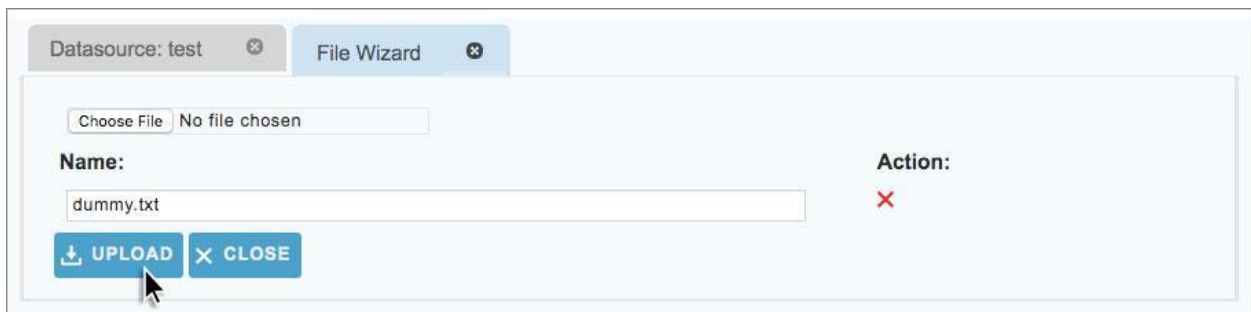 Datasource: test File Wizard
Choose File No file chosen
Name: Action:
dummy.txt
UPLOAD CLOSE